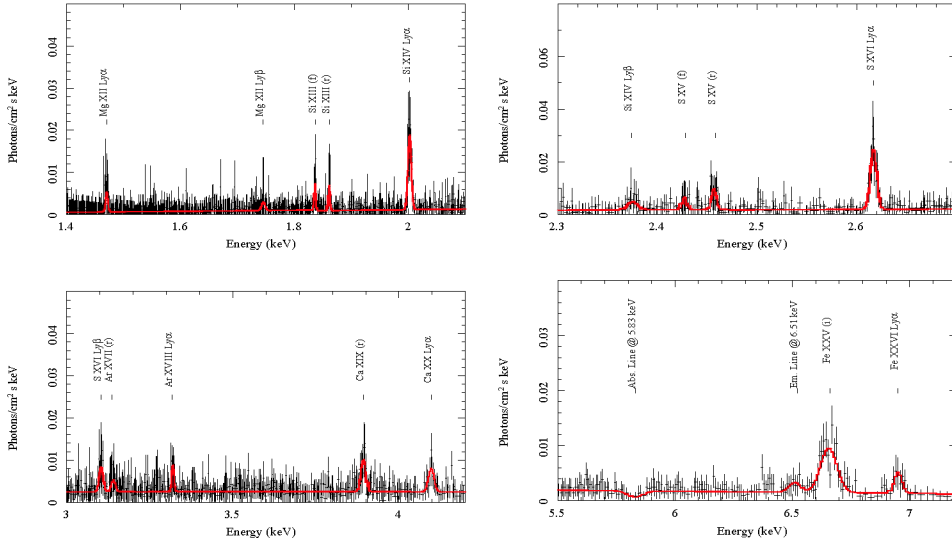 Photons/cm² s keV
0.04
0.03
0.02
0.01
0
Mg XII Lyα
Mg XII Lyβ
Si XIII (f)
Si XIII (r)
Si XIV Lyα
1.4
1.6
1.8
2
Energy (keV)
Photons/cm² s keV
0.06
0.04
0.02
0
Si XIV Lyβ
S XV (f)
S XV (r)
S XVI Lyα
2.3
2.4
2.5
2.6
Energy (keV)
Photons/cm² s keV
0.04
0.03
0.02
0.01
0
S XVI Lyβ
Ar XVII (r)
Ar XVIII Lyα
Ca XIX (r)
Ca XX Lyα
3
3.5
4
Energy (keV)
Photons/cm² s keV
0.03
0.02
0.01
0
Abs. Line @ 5.83 keV
Em. Line @ 6.51 keV
Fe XXV (i)
Fe XXVI Lyα
5.5
6
6.5
7
Energy (keV)